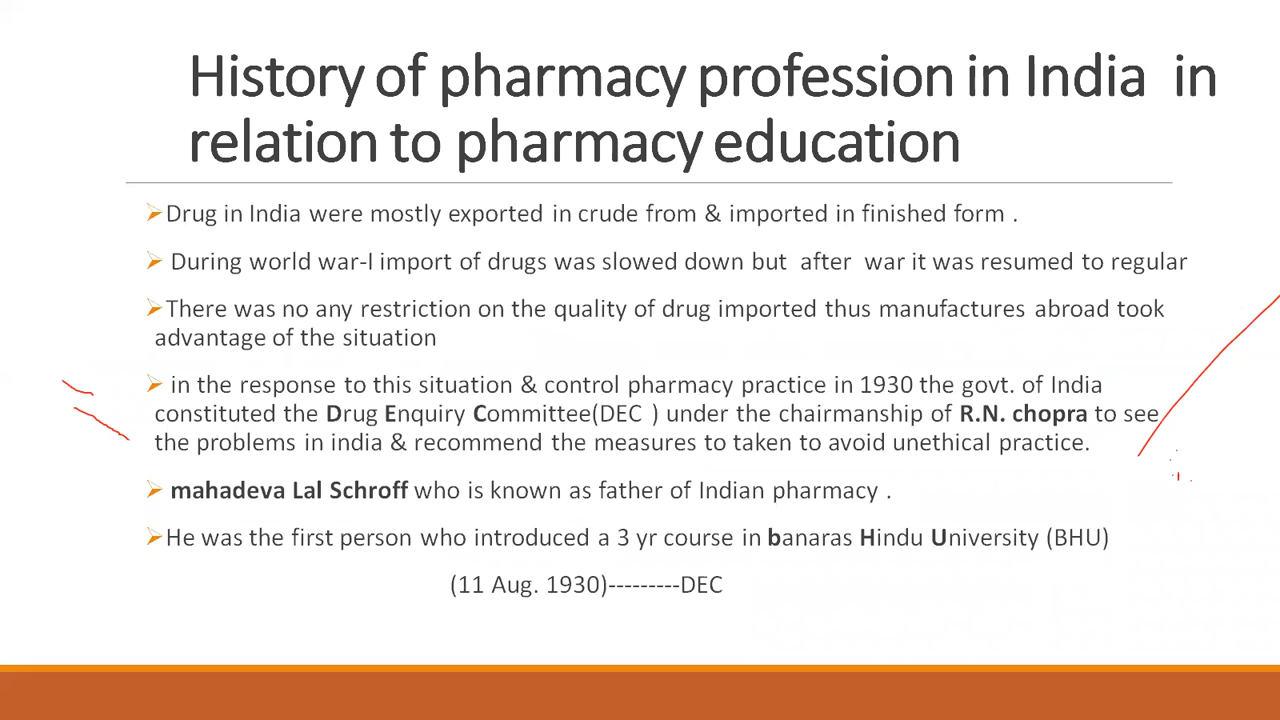 History of pharmacy profession in India in
relation to pharmacy education
Drug in India were mostly exported in crude from & imported in finished form .
During world war-I import of drugs was slowed down but after war it was resumed to regular
There was no any restriction on the quality of drug imported thus manufactures abroad took
advantage of the situation
in the response to this situation & control pharmacy practice in 1930 the govt. of India
constituted the Drug Enquiry Committee(DEC ) under the chairmanship of R.N. chopra to see
the problems in india & recommend the measures to taken to avoid unethical practice.
mahadeva Lal Schroff who is known as father of Indian pharmacy .
He was the first person who introduced a 3 yr course in banaras Hindu University (BHU)
(11 Aug. 1930)---------DEC